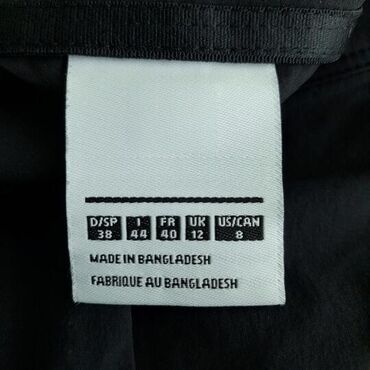 D/SP I FR UK US/CAN
38 44 40 12 8
MADE IN BANGLADESH
FABRIQUE AU BANGLADESH